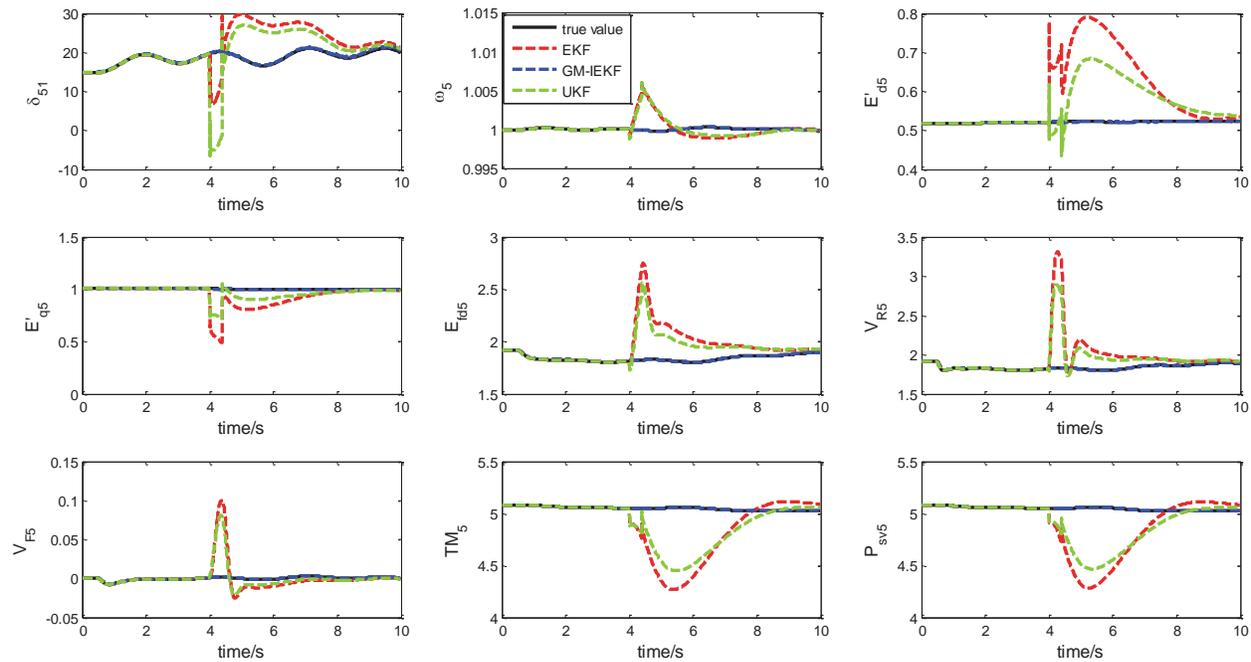 30
20
10
0
-10
δ51
0 2 4 6 8 10
time/s
1.015
1.01
1.005
1
0.995
ω5
true value
EKF
GM-IEKF
UKF
0 2 4 6 8 10
time/s
0.8
0.7
0.6
0.5
0.4
E'd5
0 2 4 6 8 10
time/s
1.5
1
0.5
0
E'q5
0 2 4 6 8 10
time/s
3
2.5
2
1.5
Efd5
0 2 4 6 8 10
time/s
3.5
3
2.5
2
1.5
VR5
0 2 4 6 8 10
time/s
0.15
0.1
0.05
0
-0.05
VF5
0 2 4 6 8 10
time/s
5.5
5
4.5
4
TM5
0 2 4 6 8 10
time/s
5.5
5
4.5
4
Psv5
0 2 4 6 8 10
time/s